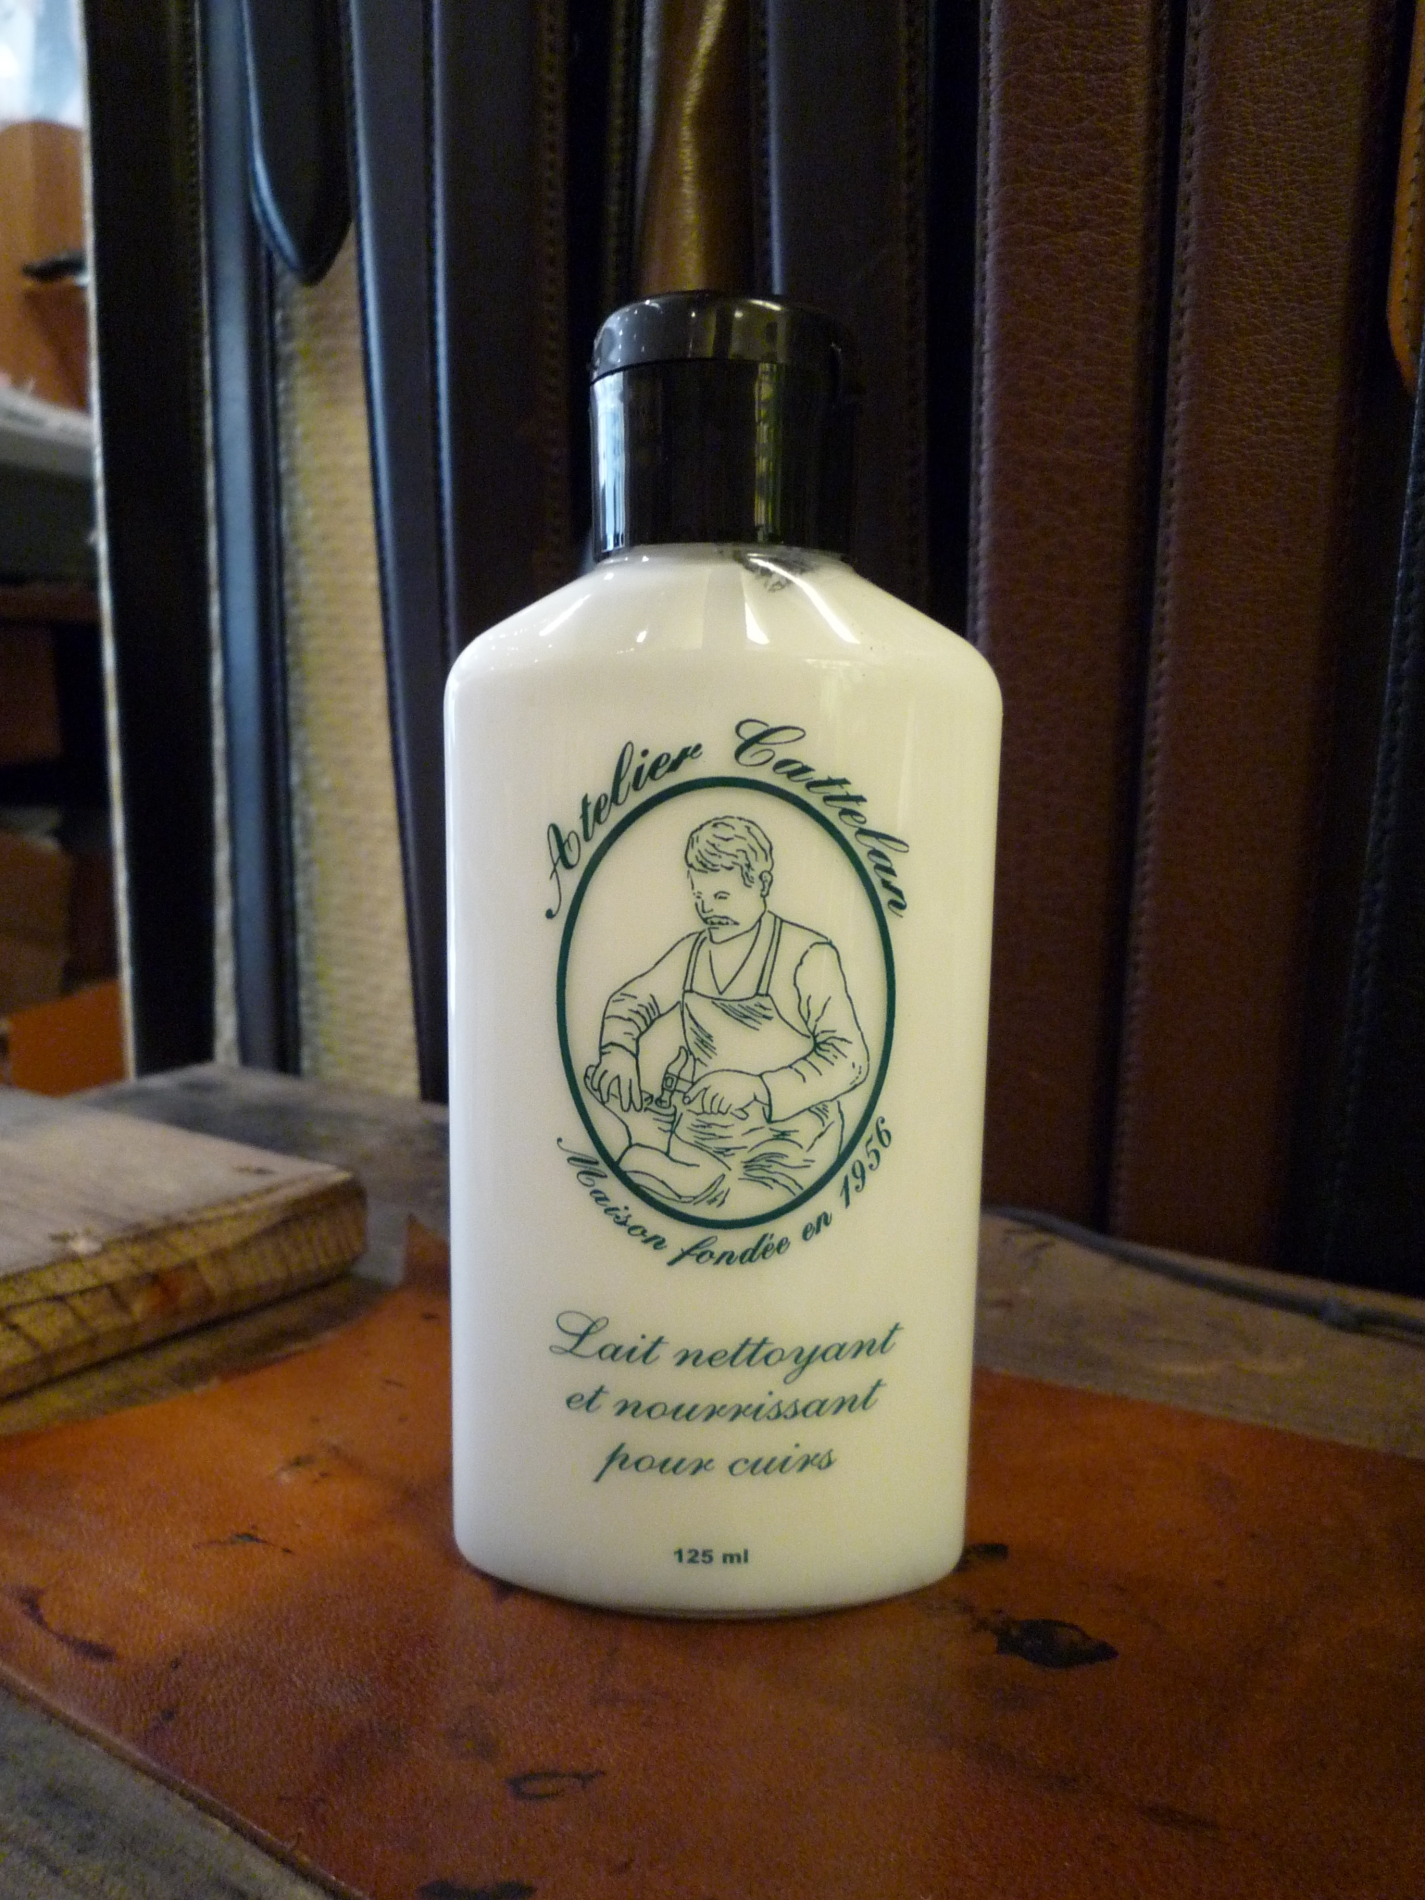 Atelier Cattelan
Maison fondée en 1956
Lait nettoyant
et nourrissant
pour cuirs
125 ml